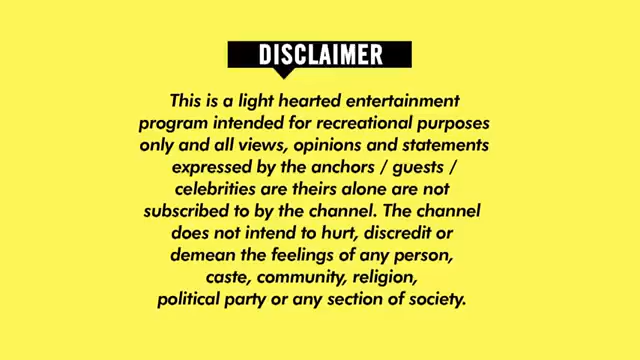 DISCLAIMER
This is a light hearted entertainment
program intended for recreational purposes
only and all views, opinions and statements
expressed by the anchors / guests /
celebrities are theirs alone are not
subscribed to by the channel. The channel
does not intend to hurt, discredit or
demean the feelings of any person,
caste, community, religion,
political party or any section of society.